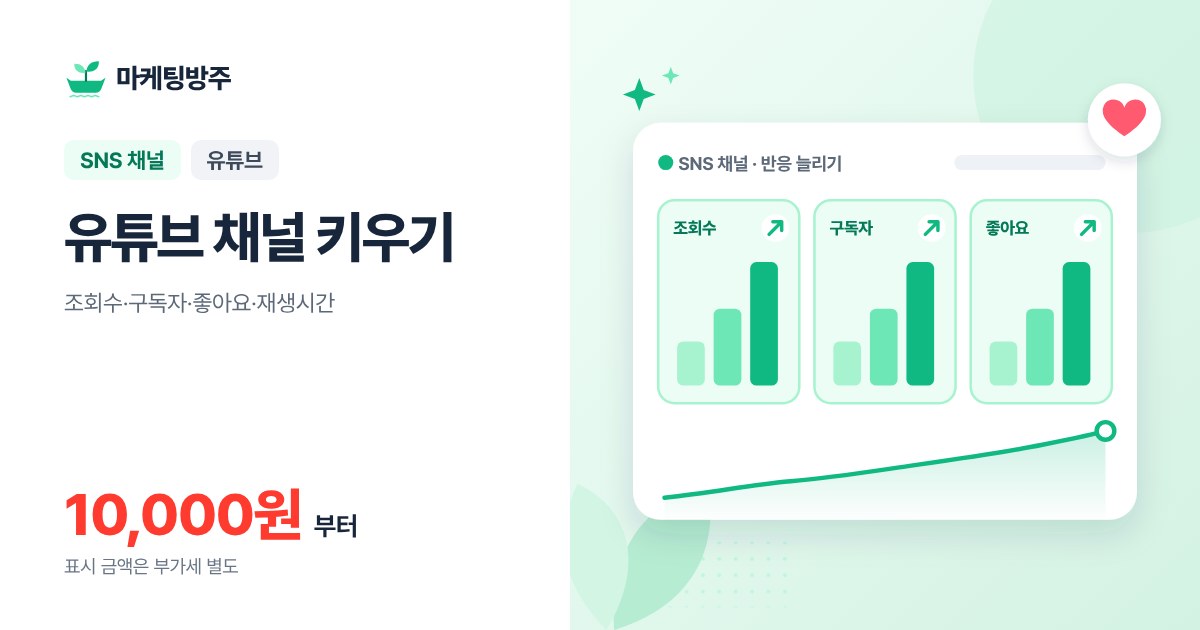 마케팅방주
SNS 채널
유튜브
유튜브 채널 키우기
조회수·구독자·좋아요·재생시간
10,000원 부터
표시 금액은 부가세 별도
SNS 채널 · 반응 늘리기
조회수
구독자
좋아요